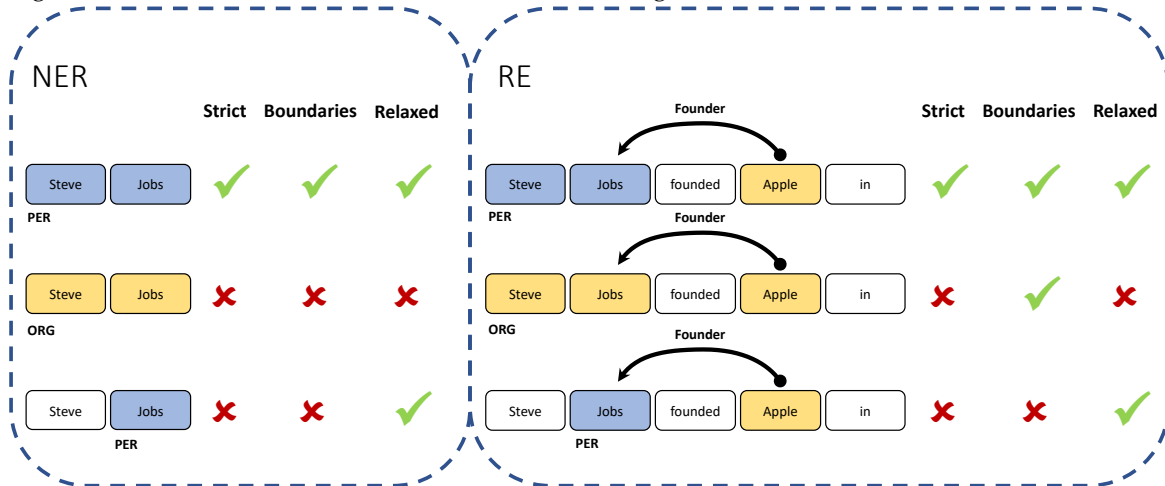 NER
Strict Boundaries Relaxed
Steve Jobs
PER
Steve Jobs
ORG
Steve Jobs
PER
RE
Strict Boundaries Relaxed
Founder
Steve Jobs founded Apple in
PER
Founder
Steve Jobs founded Apple in
ORG
Founder
Steve Jobs founded Apple in
PER